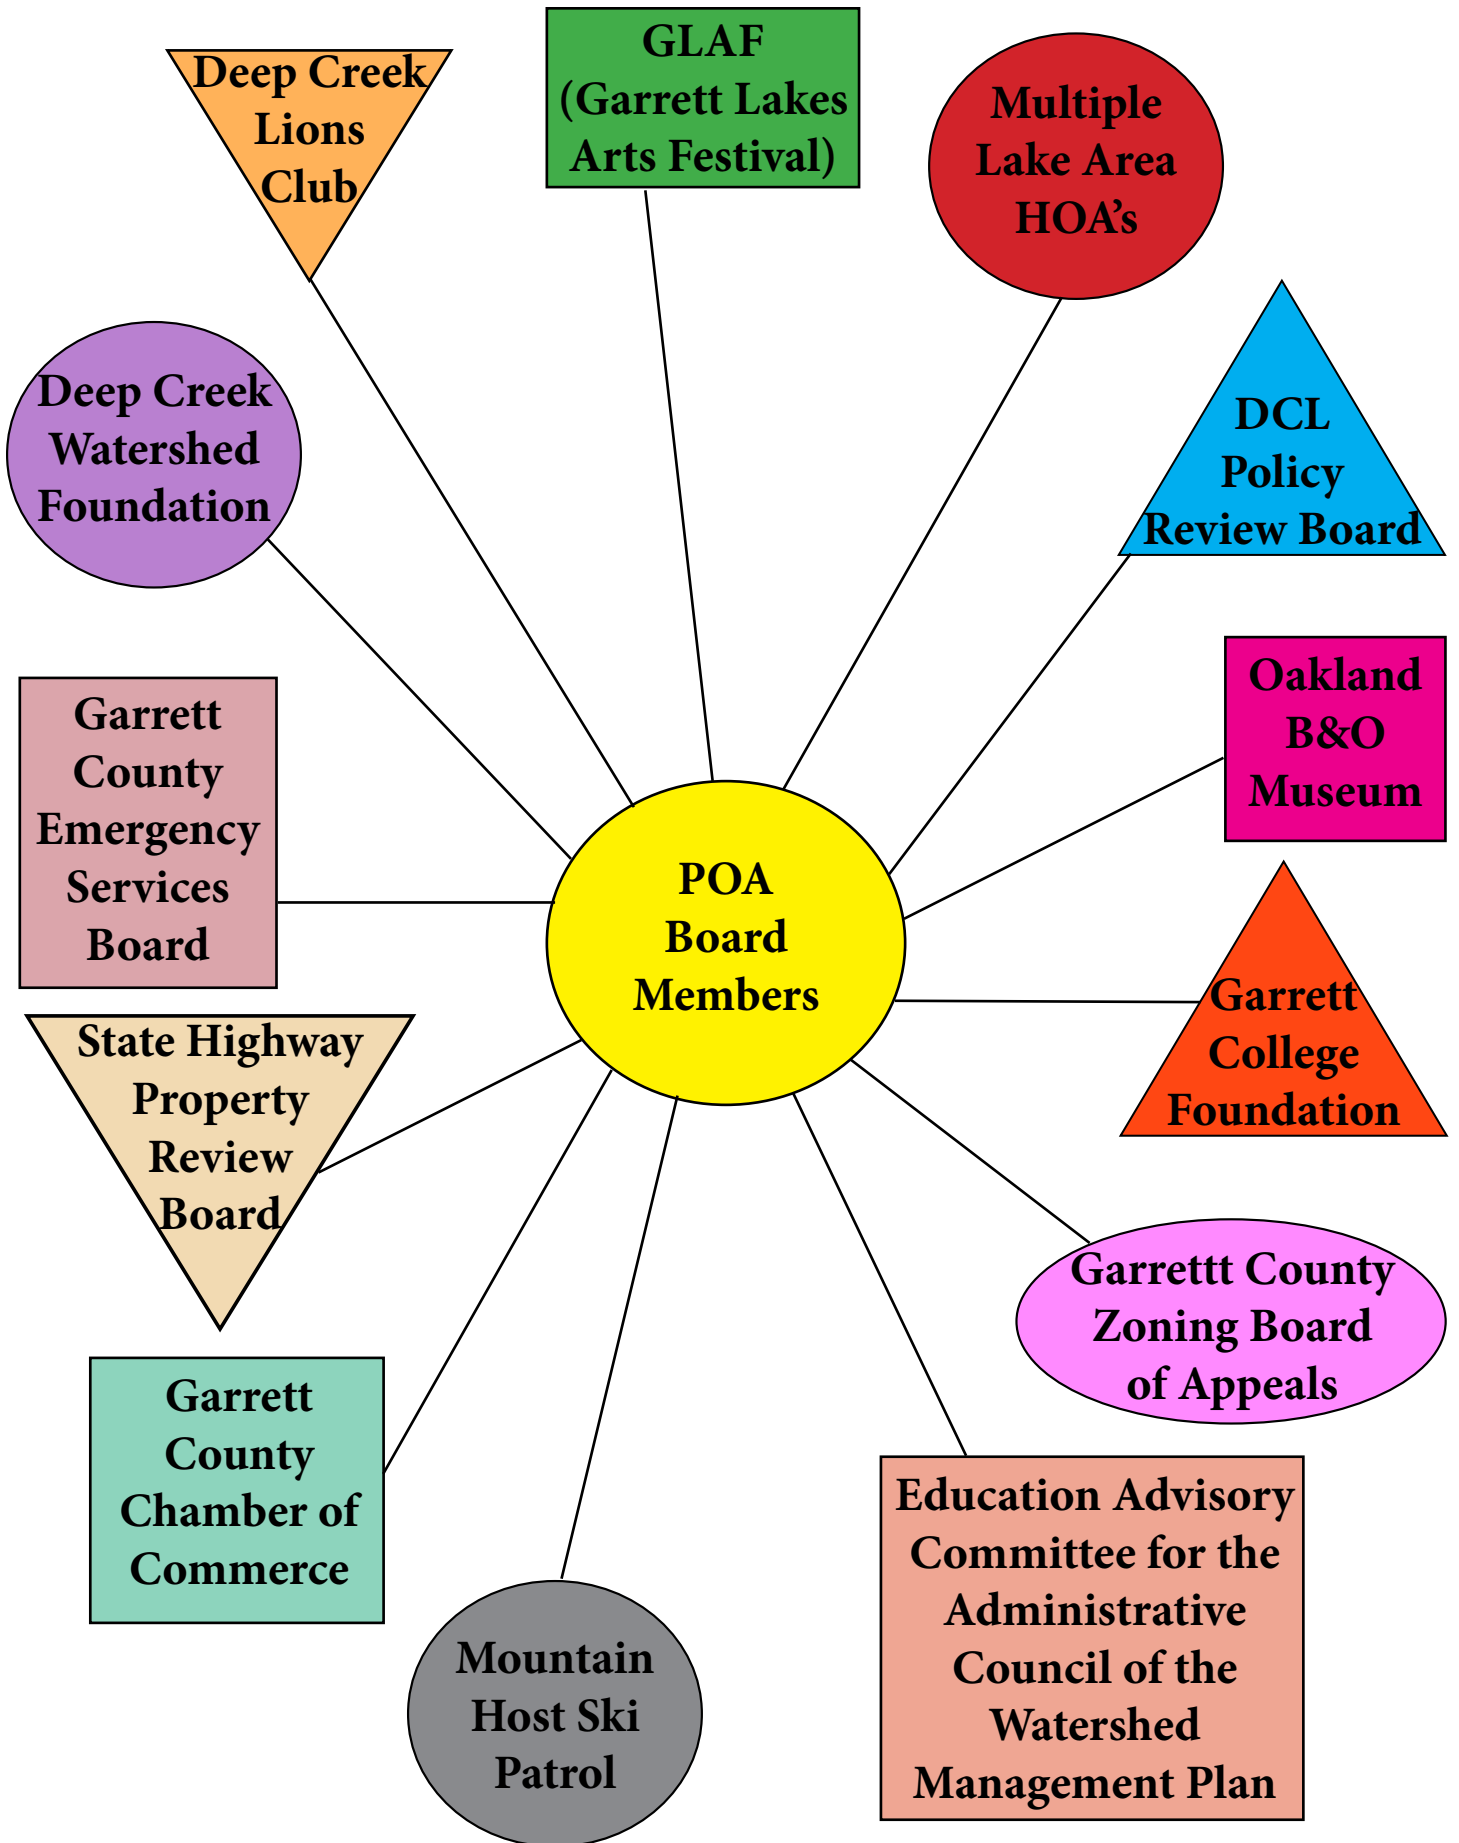 Deep Creek
Lions
Club
GLAF
(Garrett Lakes
Arts Festival)
Multiple
Lake Area
HOA’s
Deep Creek
Watershed
Foundation
DCL
Policy
Review Board
Garrett
County
Emergency
Services
Board
Oakland
B&O
Museum
POA
Board
Members
Garrett
College
Foundation
State Highway
Property
Review
Board
Garrettt County
Zoning Board
of Appeals
Garrett
County
Chamber of
Commerce
Education Advisory
Committee for the
Administrative
Council of the
Watershed
Management Plan
Mountain
Host Ski
Patrol